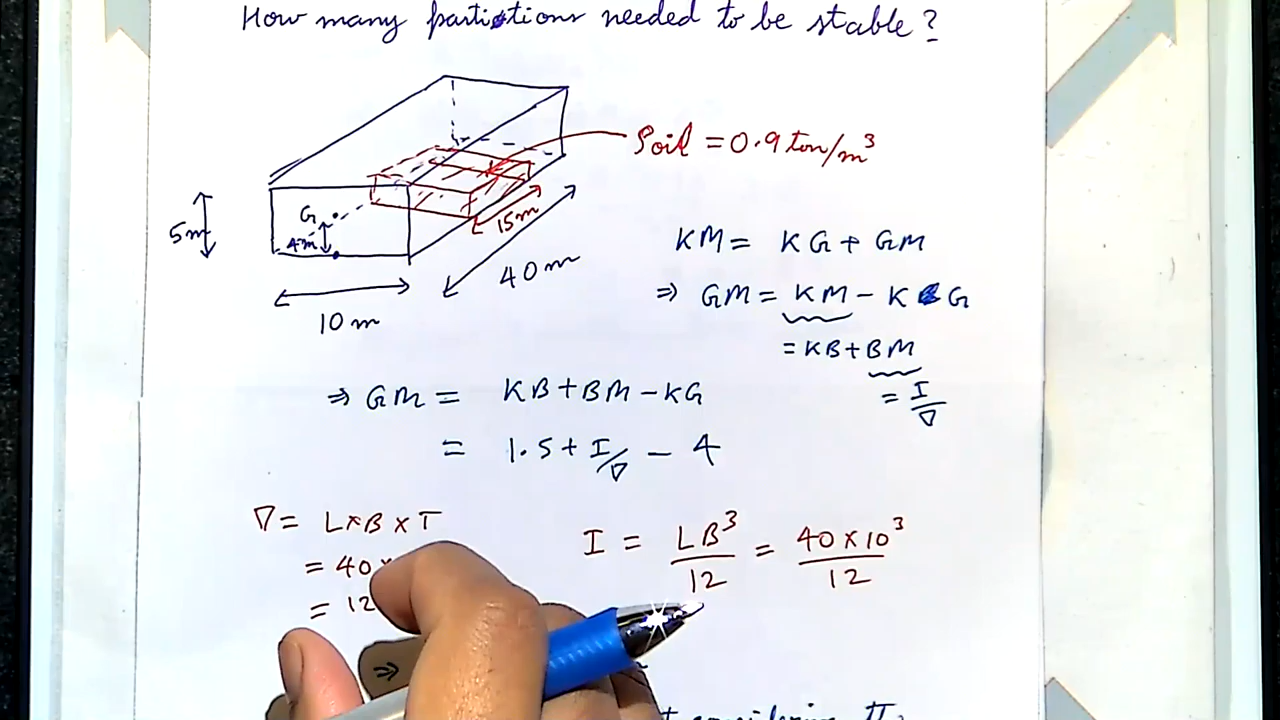 How many partitions needed to be stable?
Soil = 0.9 ton/m³
G
4m
5m
15m
40m
10m
KM = KG + GM
⇒ GM = KM - KG
= KB + BM
= I/∇
⇒ GM = KB + BM - KG
= 1.5 + I/∇ - 4
∇ = L×B×T
= 40×
= 12
I = LB³/12 = 40×10³/12
⇒
considering